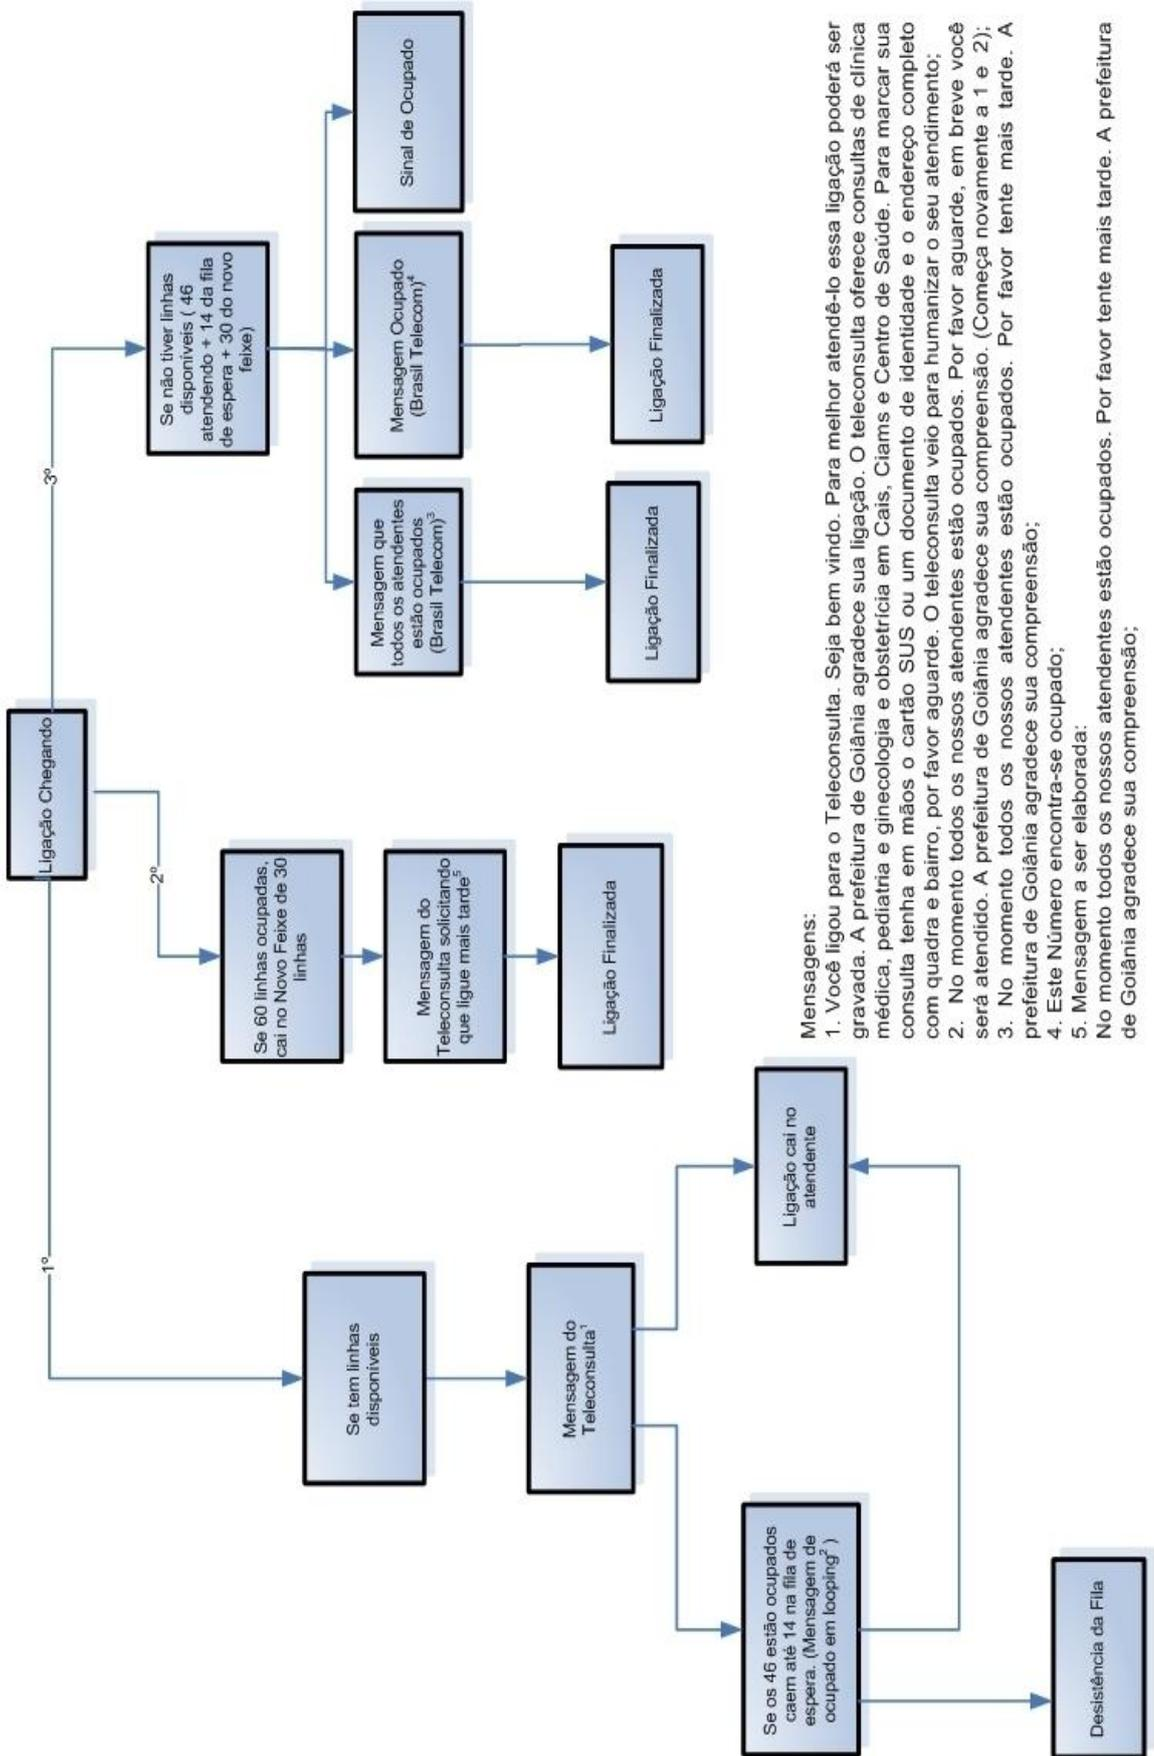 Ligação Chegando
1º
2º
3º
Se tem linhas
disponíveis
Mensagem do
Teleconsulta¹
Se os 46 estão ocupados
caem até 14 na fila de
espera. (Mensagem de
ocupado em looping² )
Desistência da Fila
Ligação cai no
atendente
Se 60 linhas ocupadas,
cai no Novo Feixe de 30
linhas
Mensagem do
Teleconsulta solicitando
que ligue mais tarde⁵
Ligação Finalizada
Se não tiver linhas
disponíveis ( 46
atendendo + 14 da fila
de espera + 30 do novo
feixe)
Mensagem que
todos os atendentes
estão ocupados
(Brasil Telecom)³
Ligação Finalizada
Mensagem Ocupado
(Brasil Telecom)⁴
Ligação Finalizada
Sinal de Ocupado
Mensagens:
1. Você ligou para o Teleconsulta. Seja bem vindo. Para melhor atendê-lo essa ligação poderá ser
gravada. A prefeitura de Goiânia agradece sua ligação. O teleconsulta oferece consultas de clínica
médica, pediatria e ginecologia e obstetrícia em Cais, Ciams e Centro de Saúde. Para marcar sua
consulta tenha em mãos o cartão SUS ou um documento de identidade e o endereço completo
com quadra e bairro, por favor aguarde. O teleconsulta veio para humanizar o seu atendimento;
2. No momento todos os nossos atendentes estão ocupados. Por favor aguarde, em breve você
será atendido. A prefeitura de Goiânia agradece sua compreensão. (Começa novamente a 1 e 2);
3. No momento todos os nossos atendentes estão ocupados. Por favor tente mais tarde. A
prefeitura de Goiânia agradece sua compreensão;
4. Este Número encontra-se ocupado;
5. Mensagem a ser elaborada:
No momento todos os nossos atendentes estão ocupados. Por favor tente mais tarde. A prefeitura
de Goiânia agradece sua compreensão;